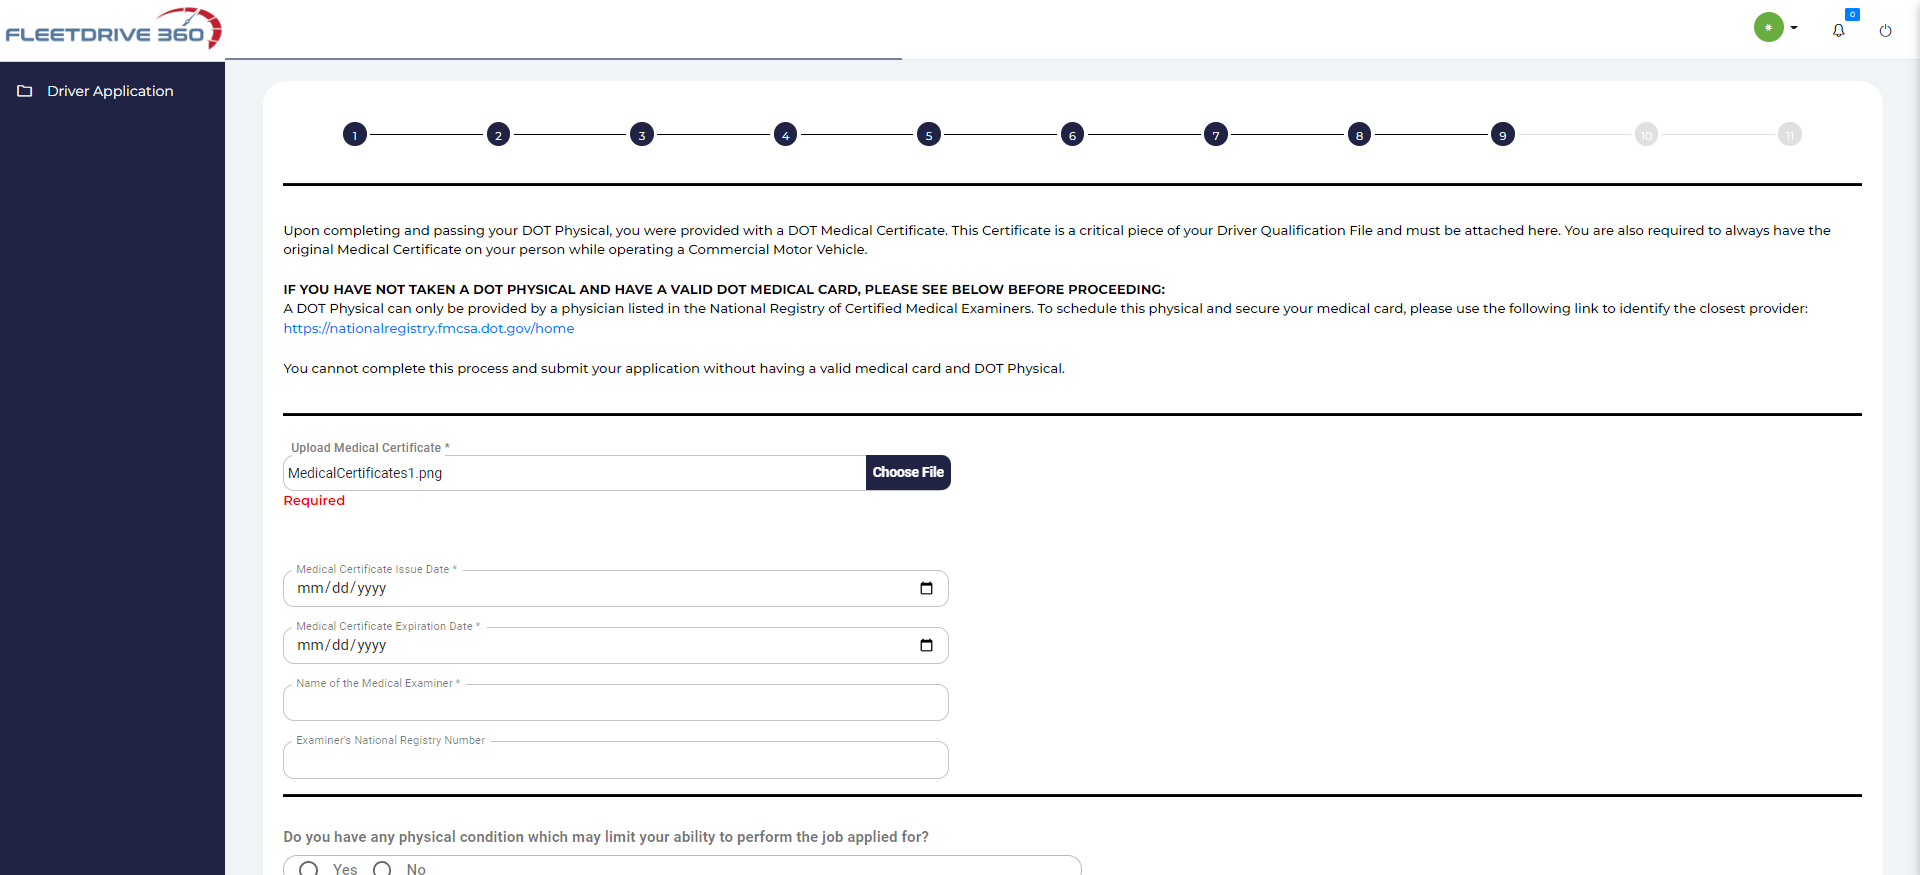 FLEETDRIVE 360
0
Driver Application
1 2 3 4 5 6 7 8 9 10 11
Upon completing and passing your DOT Physical, you were provided with a DOT Medical Certificate. This Certificate is a critical piece of your Driver Qualification File and must be attached here. You are also required to always have the
original Medical Certificate on your person while operating a Commercial Motor Vehicle.
IF YOU HAVE NOT TAKEN A DOT PHYSICAL AND HAVE A VALID DOT MEDICAL CARD, PLEASE SEE BELOW BEFORE PROCEEDING:
A DOT Physical can only be provided by a physician listed in the National Registry of Certified Medical Examiners. To schedule this physical and secure your medical card, please use the following link to identify the closest provider:
https://nationalregistry.fmcsa.dot.gov/home
You cannot complete this process and submit your application without having a valid medical card and DOT Physical.
Upload Medical Certificate *
MedicalCertificates1.png Choose File
Required
Medical Certificate Issue Date *
mm/dd/yyyy
Medical Certificate Expiration Date *
mm/dd/yyyy
Name of the Medical Examiner *
Examiner's National Registry Number
Do you have any physical condition which may limit your ability to perform the job applied for?
Yes No